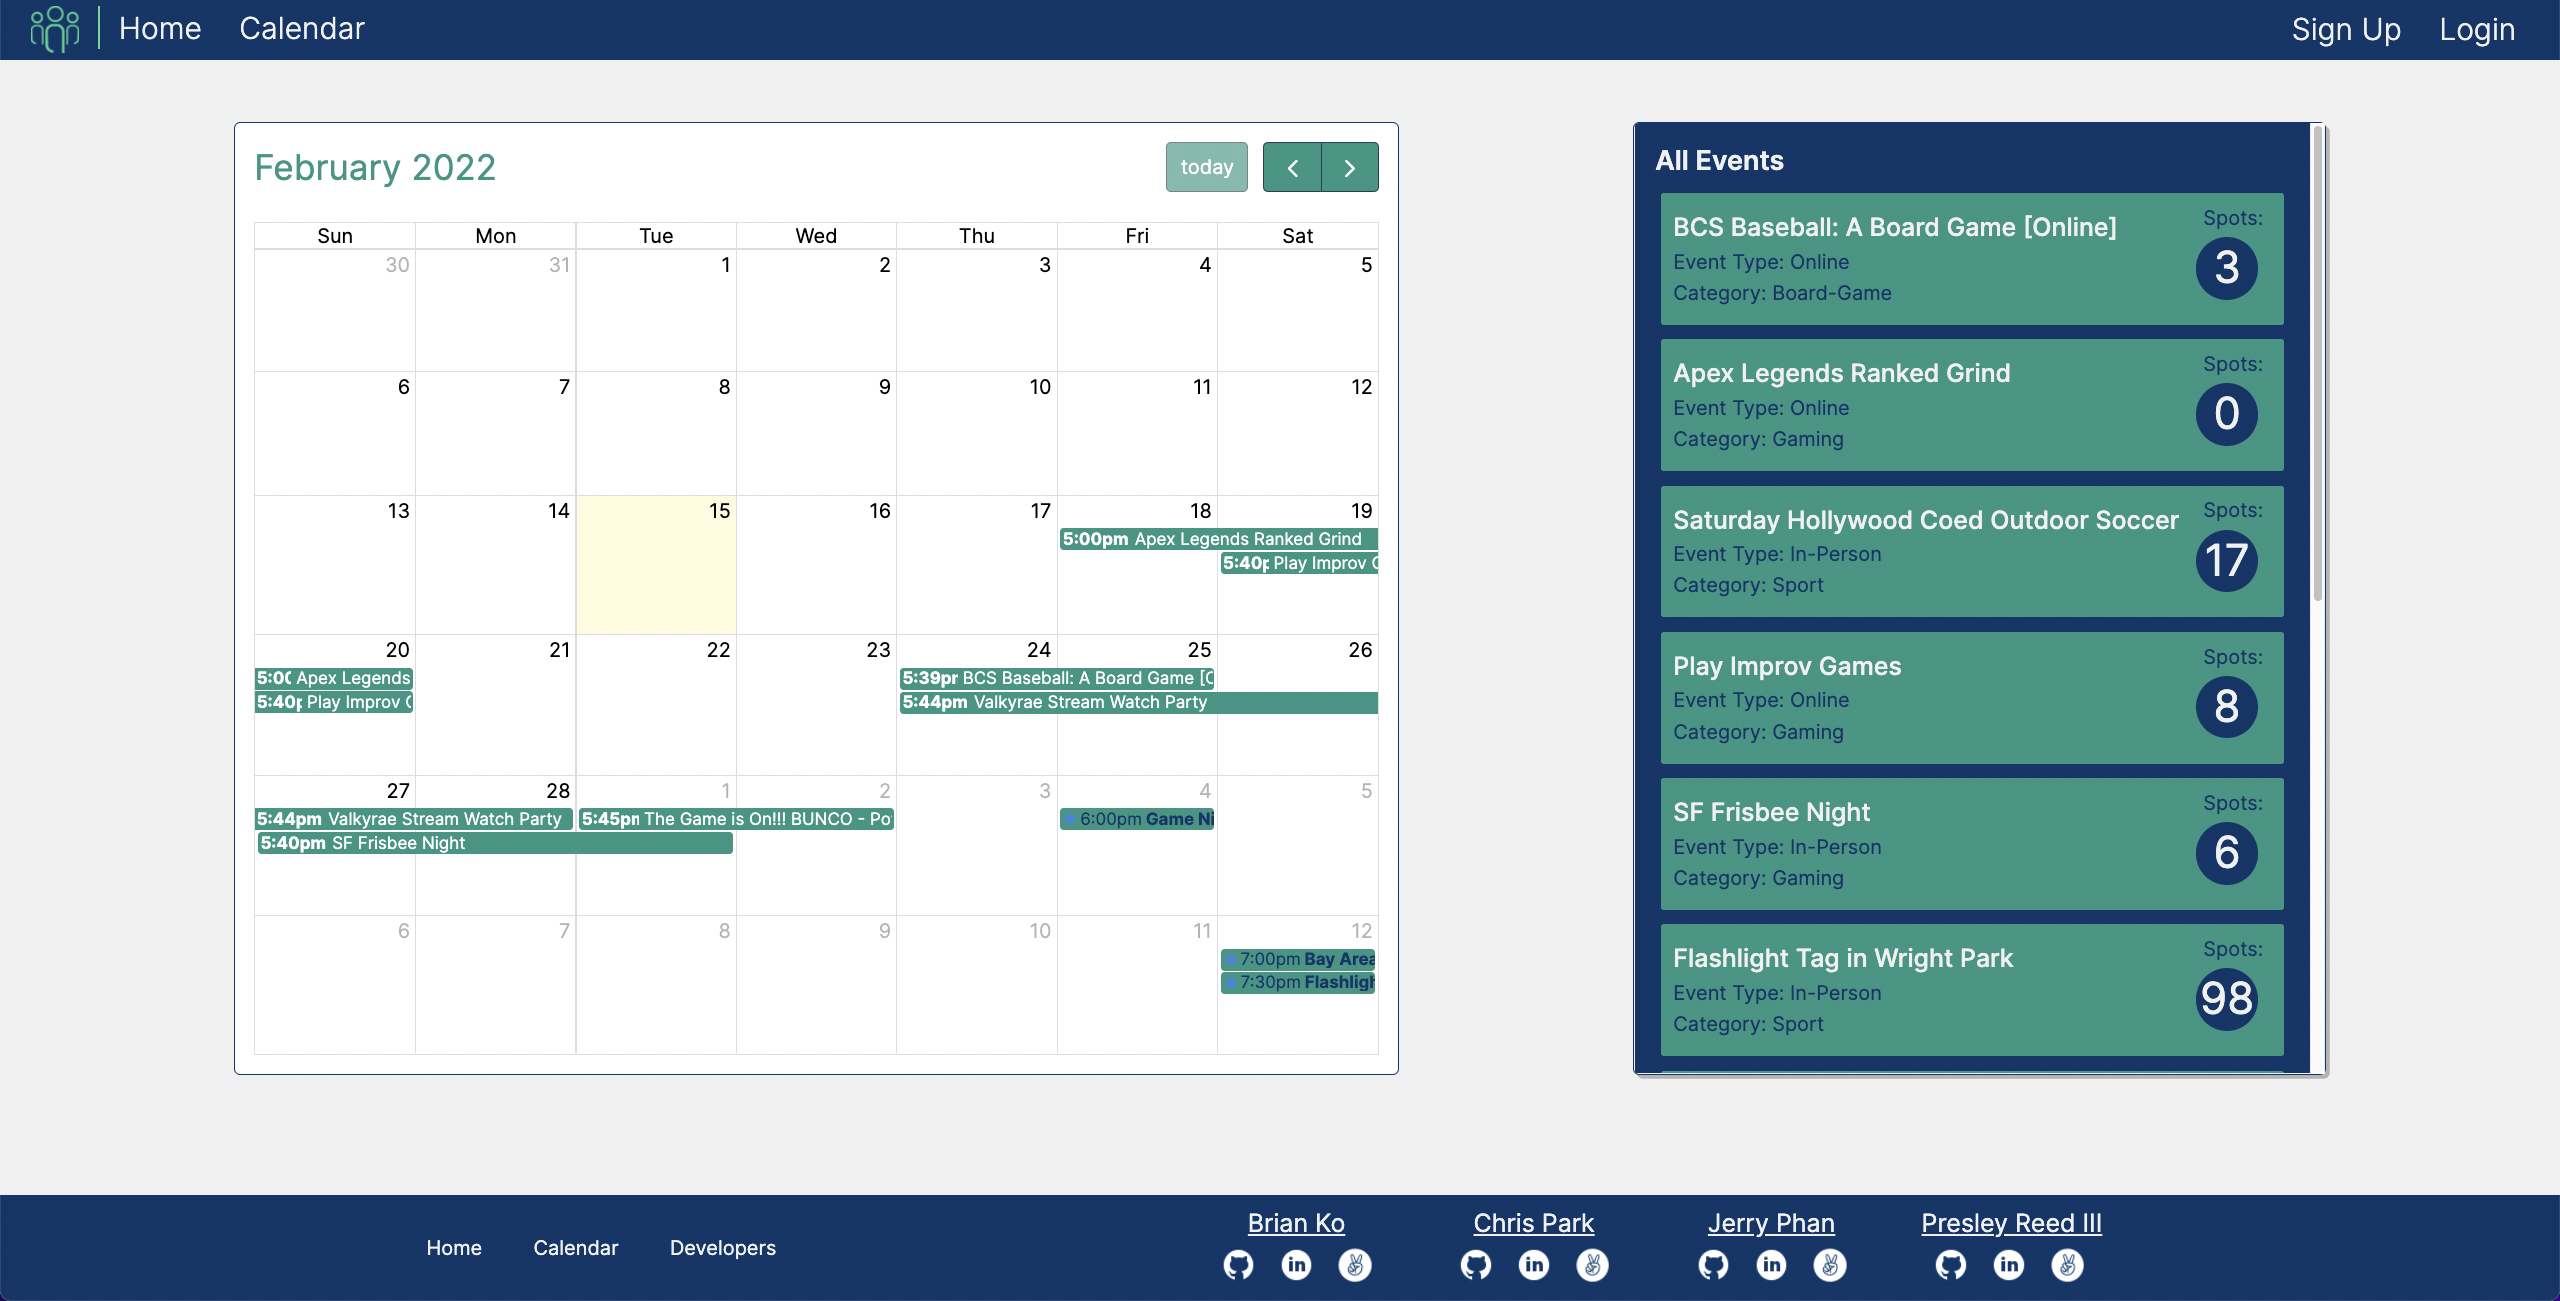 Home Calendar Sign Up Login
February 2022
today
Sun Mon Tue Wed Thu Fri Sat
30 31 1 2 3 4 5
6 7 8 9 10 11 12
13 14 15 16 17 18 19
5:00pm Apex Legends Ranked Grind
Play Improv
20 21 22 23 24 25 26
Apex Legends 5:39p BCS Baseball: A Board Game
Play Improv 5:44pm Valkyrae Stream Watch Party
27 28 1 2 3 4 5
5:44pm Valkyrae Stream Watch Party 5:45p The Game is On!!! BUNCO - Po 6:00pm Game Ni
5:40pm SF Frisbee Night
6 7 8 9 10 11 12
7:00pm Bay Area
7:30pm Flashligh
All Events
BCS Baseball: A Board Game [Online]
Event Type: Online
Category: Board-Game
Spots:
3
Apex Legends Ranked Grind
Event Type: Online
Category: Gaming
Spots:
0
Saturday Hollywood Coed Outdoor Soccer
Event Type: In-Person
Category: Sport
Spots:
17
Play Improv Games
Event Type: Online
Category: Gaming
Spots:
8
SF Frisbee Night
Event Type: In-Person
Category: Gaming
Spots:
6
Flashlight Tag in Wright Park
Event Type: In-Person
Category: Sport
Spots:
98
Home Calendar Developers
Brian Ko Chris Park Jerry Phan Presley Reed III
in in in in